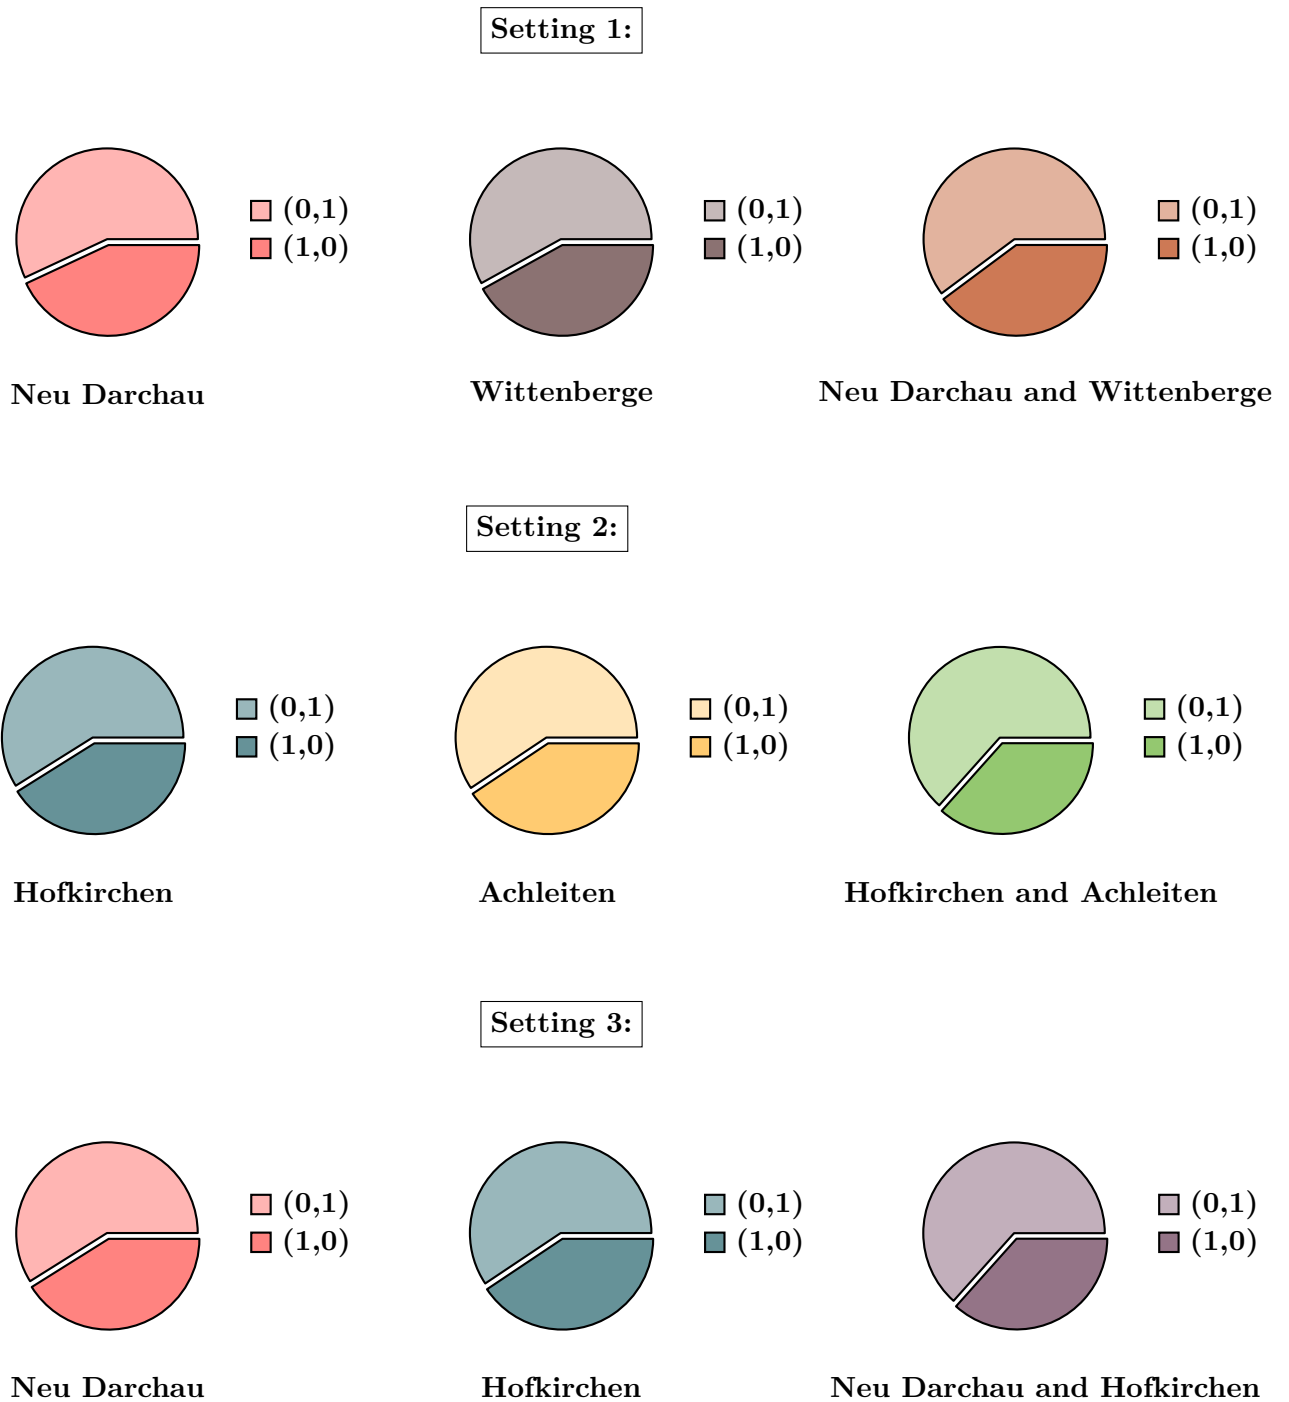 Setting 1:
(0,1)
(1,0)
Neu Darchau
(0,1)
(1,0)
Wittenberge
(0,1)
(1,0)
Neu Darchau and Wittenberge
Setting 2:
(0,1)
(1,0)
Hofkirchen
(0,1)
(1,0)
Achleiten
(0,1)
(1,0)
Hofkirchen and Achleiten
Setting 3:
(0,1)
(1,0)
Neu Darchau
(0,1)
(1,0)
Hofkirchen
(0,1)
(1,0)
Neu Darchau and Hofkirchen